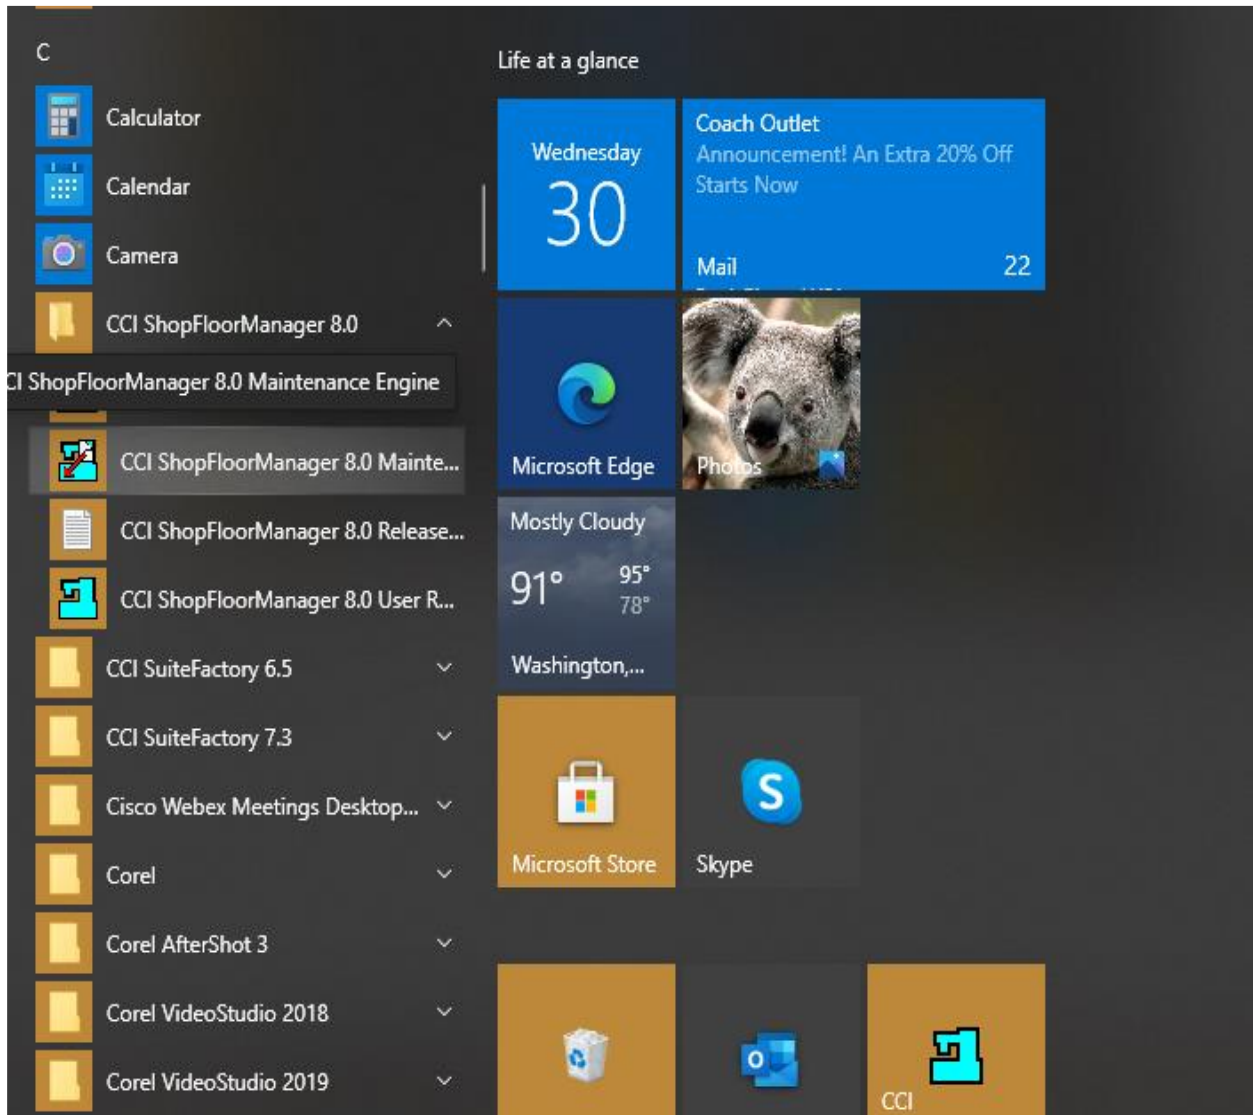 C
Calculator
Calendar
Camera
CCI ShopFloorManager 8.0
CI ShopFloorManager 8.0 Maintenance Engine
CCI ShopFloorManager 8.0 Mainte...
CCI ShopFloorManager 8.0 Release...
CCI ShopFloorManager 8.0 User R...
CCI SuiteFactory 6.5
CCI SuiteFactory 7.3
Cisco Webex Meetings Desktop...
Corel
Corel AfterShot 3
Corel VideoStudio 2018
Corel VideoStudio 2019
Life at a glance
Wednesday
30
Coach Outlet
Announcement! An Extra 20% Off
Starts Now
Mail 22
Microsoft Edge
Photos
Mostly Cloudy
91° 95°
78°
Washington,...
Microsoft Store
Skype
CCI